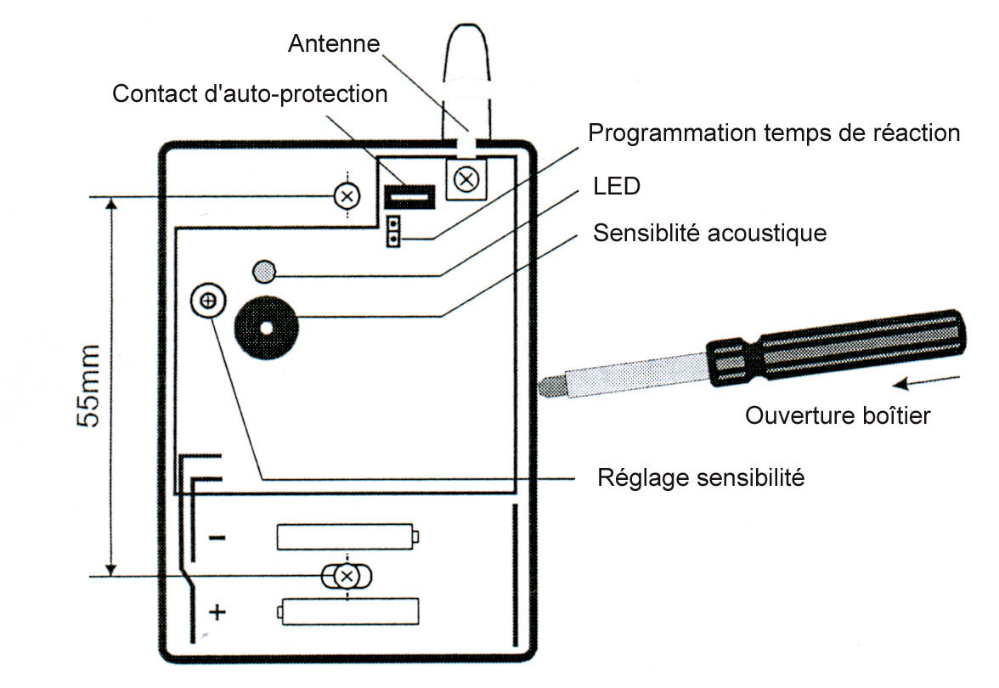 Antenne
Contact d'auto-protection
Programmation temps de réaction
LED
Sensiblité acoustique
55mm
Ouverture boîtier
Réglage sensibilité
-
+